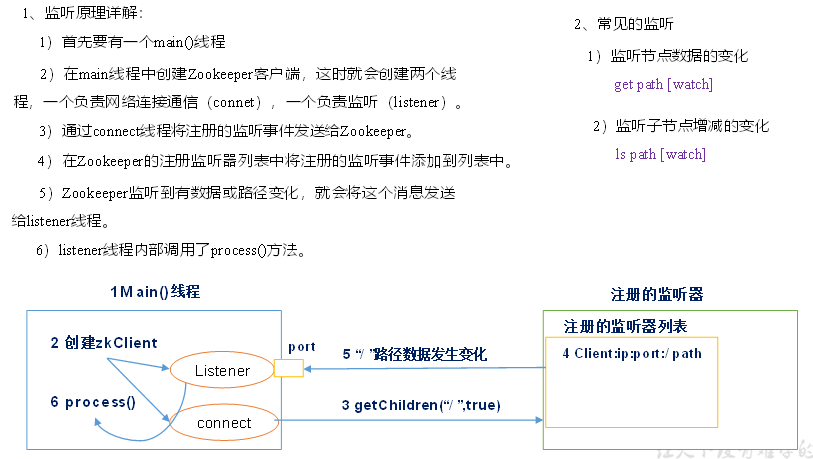 1、监听原理详解：
1）首先要有一个main()线程
2）在main线程中创建Zookeeper客户端，这时就会创建两个线
程，一个负责网络连接通信（connet），一个负责监听（listener）。
3）通过connect线程将注册的监听事件发送给Zookeeper。
4）在Zookeeper的注册监听器列表中将注册的监听事件添加到列表中。
5）Zookeeper监听到有数据或路径变化，就会将这个消息发送
给listener线程。
6）listener线程内部调用了process()方法。
2、常见的监听
1）监听节点数据的变化
get path [watch]
2）监听子节点增减的变化
ls path [watch]
1Main()线程
2 创建zkClient
Listener
port
6 process()
connect
5 “/”路径数据发生变化
3 getChildren(“/”,true)
注册的监听器
注册的监听器列表
4 Client:ip:port:/path